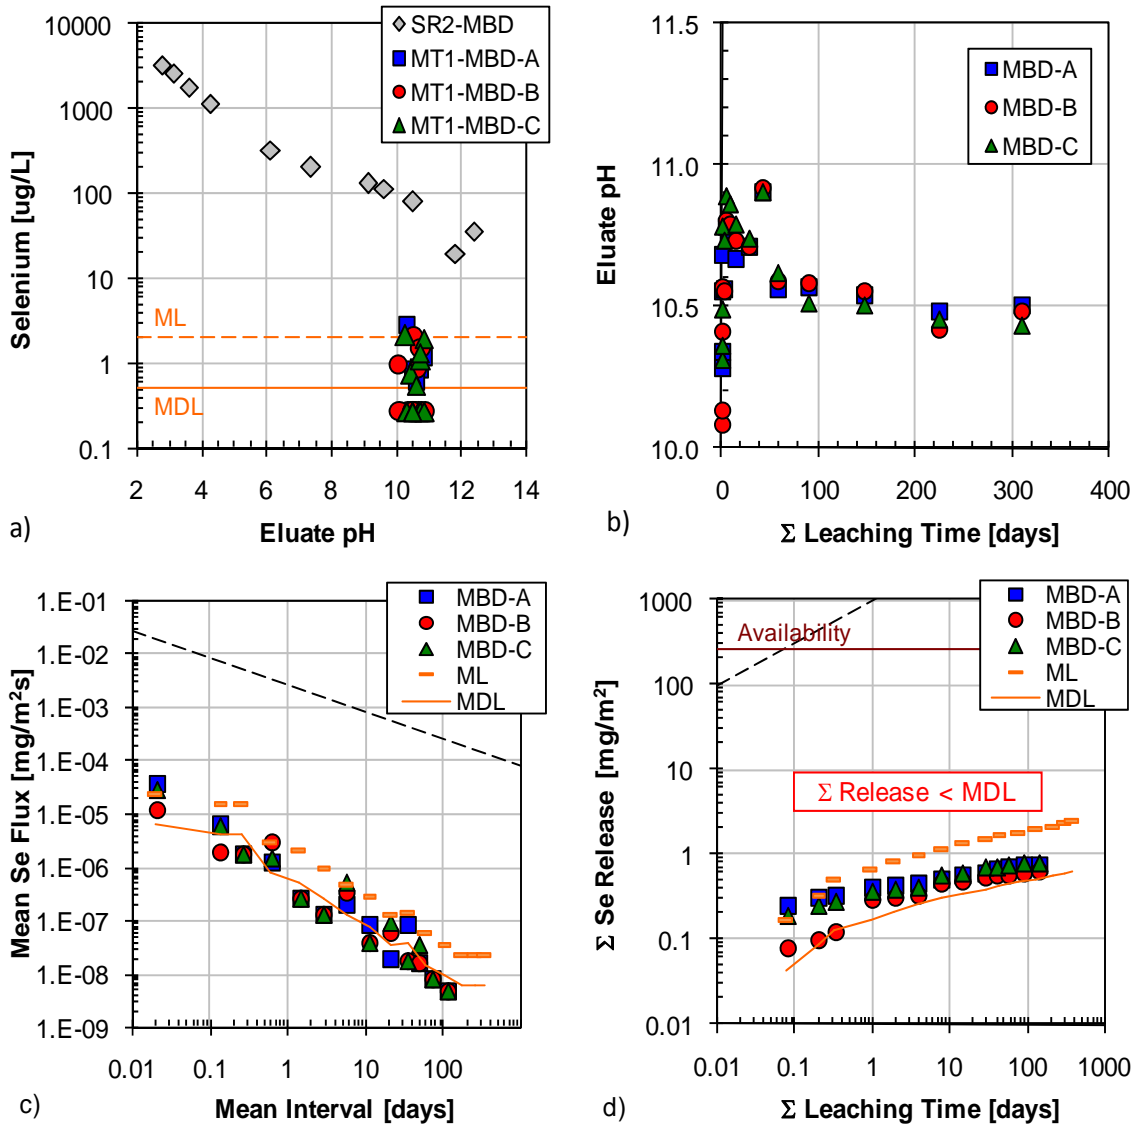 10000
1000
100
10
1
0.1
Selenium [ug/L]
SR2-MBD
MT1-MBD-A
MT1-MBD-B
MT1-MBD-C
ML
MDL
2 4 6 8 10 12 14
Eluate pH
a)
11.5
11.0
10.5
10.0
Eluate pH
MBD-A
MBD-B
MBD-C
0 100 200 300 400
Σ Leaching Time [days]
b)
1.E-01
1.E-02
1.E-03
1.E-04
1.E-05
1.E-06
1.E-07
1.E-08
1.E-09
Mean Se Flux [mg/m²s]
MBD-A
MBD-B
MBD-C
ML
MDL
0.01 0.1 1 10 100
Mean Interval [days]
c)
1000
100
10
1
0.1
0.01
Σ Se Release [mg/m²]
MBD-A
MBD-B
MBD-C
ML
MDL
Availability
Σ Release < MDL
0.01 0.1 1 10 100 1000
Σ Leaching Time [days]
d)